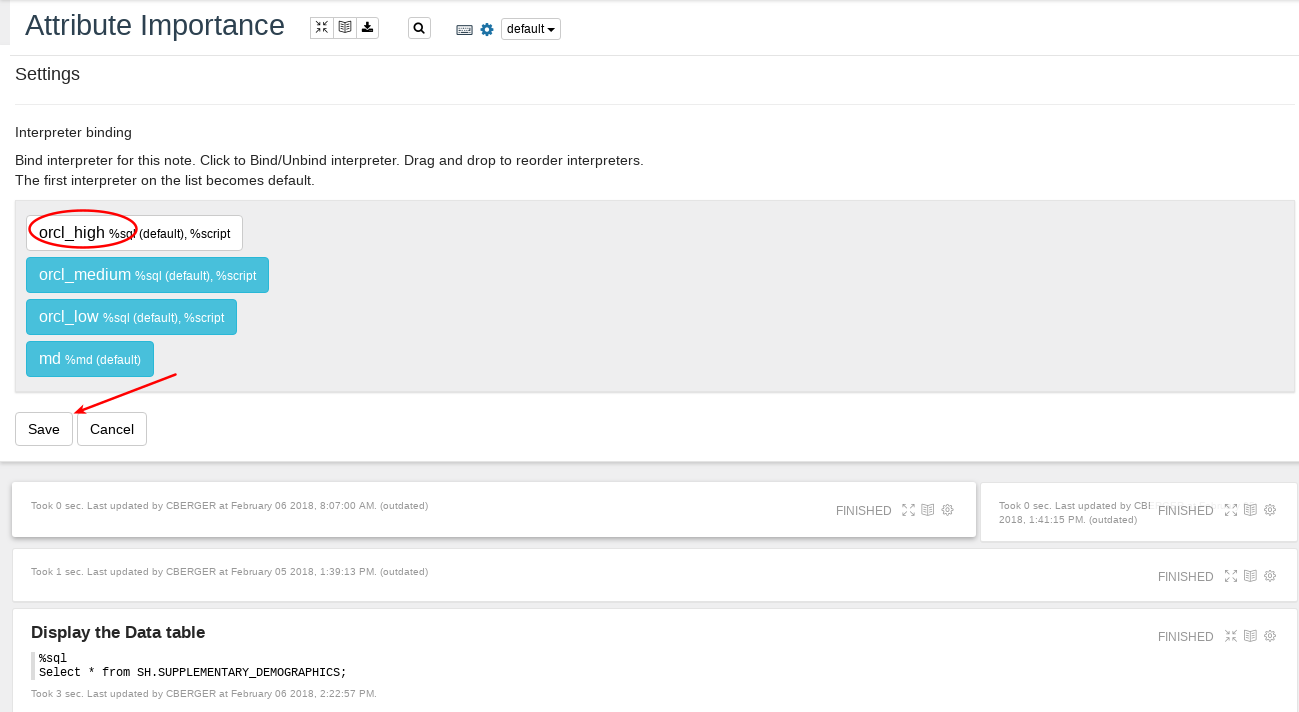 Attribute Importance
default
Settings
Interpreter binding
Bind interpreter for this note. Click to Bind/Unbind interpreter. Drag and drop to reorder interpreters.
The first interpreter on the list becomes default.
orcl_high %sql (default), %script
orcl_medium %sql (default), %script
orcl_low %sql (default), %script
md %md (default)
Save Cancel
Took 0 sec. Last updated by CBERGER at February 06 2018, 8:07:00 AM. (outdated)
FINISHED
Took 0 sec. Last updated by
2018, 1:41:15 PM. (outdated)
FINISHED
Took 1 sec. Last updated by CBERGER at February 05 2018, 1:39:13 PM. (outdated)
FINISHED
Display the Data table
FINISHED
%sql
Select * from SH.SUPPLEMENTARY_DEMOGRAPHICS;
Took 3 sec. Last updated by CBERGER at February 06 2018, 2:22:57 PM.